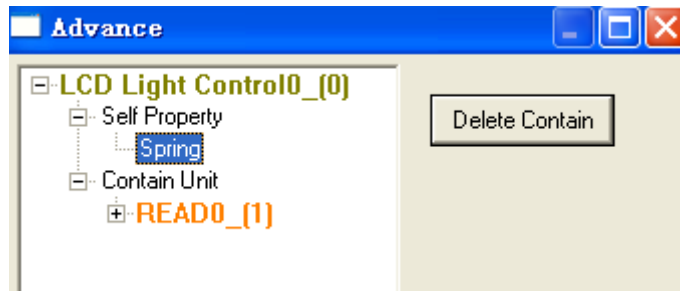 Advance
LCD Light Control0_(0)
Self Property
Delete Contain
Spring
Contain Unit
READ0_(1)